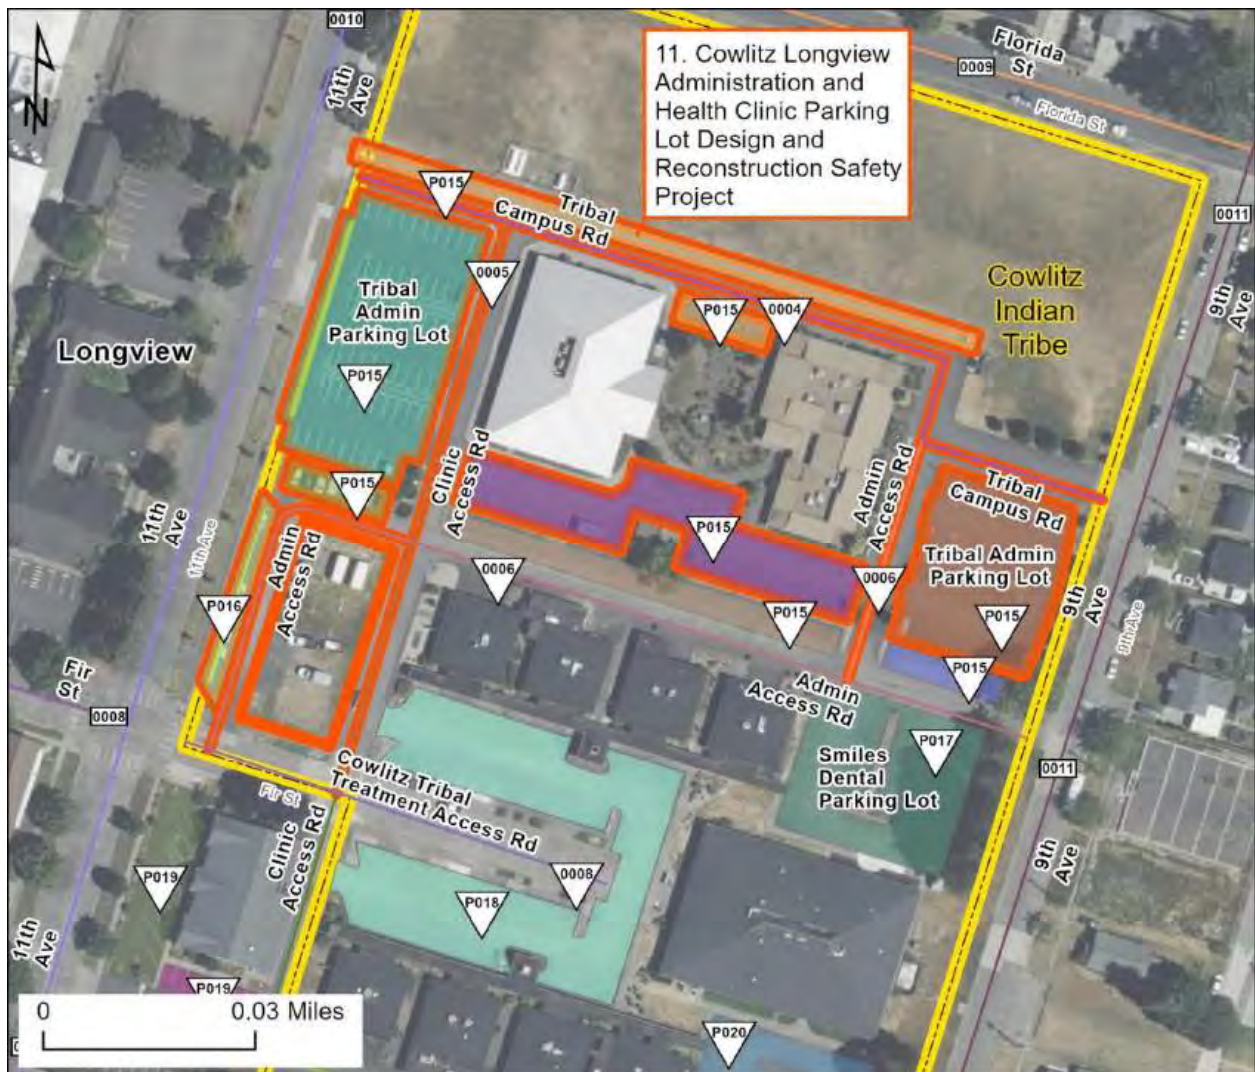 0010
11th
Ave
N
11. Cowlitz Longview
Administration and
Health Clinic Parking
Lot Design and
Reconstruction Safety
Project
Florida
St
0009
Florida St
0011
P015
Tribal
Campus Rd
0005
Tribal
Admin
Parking Lot
P015
0004
Cowlitz
Indian
Tribe
9th
Ave
Longview
P015
Clinic
Access Rd
P015
Admin
Access Rd
Tribal
Campus Rd
P015
Tribal Admin
Parking Lot
11th
Ave
11th Ave
Admin
Access Rd
0006
0006
P015
P015
9th
Ave
9th Ave
P016
P015
Fir
St
0008
Admin
Access Rd
P017
Smiles
Dental
Parking Lot
0011
Cowlitz Tribal
Treatment Access Rd
Fir St
Clinic
Access Rd
9th
Ave
P019
0008
P018
11th
Ave
P019
0
0.03 Miles
P020